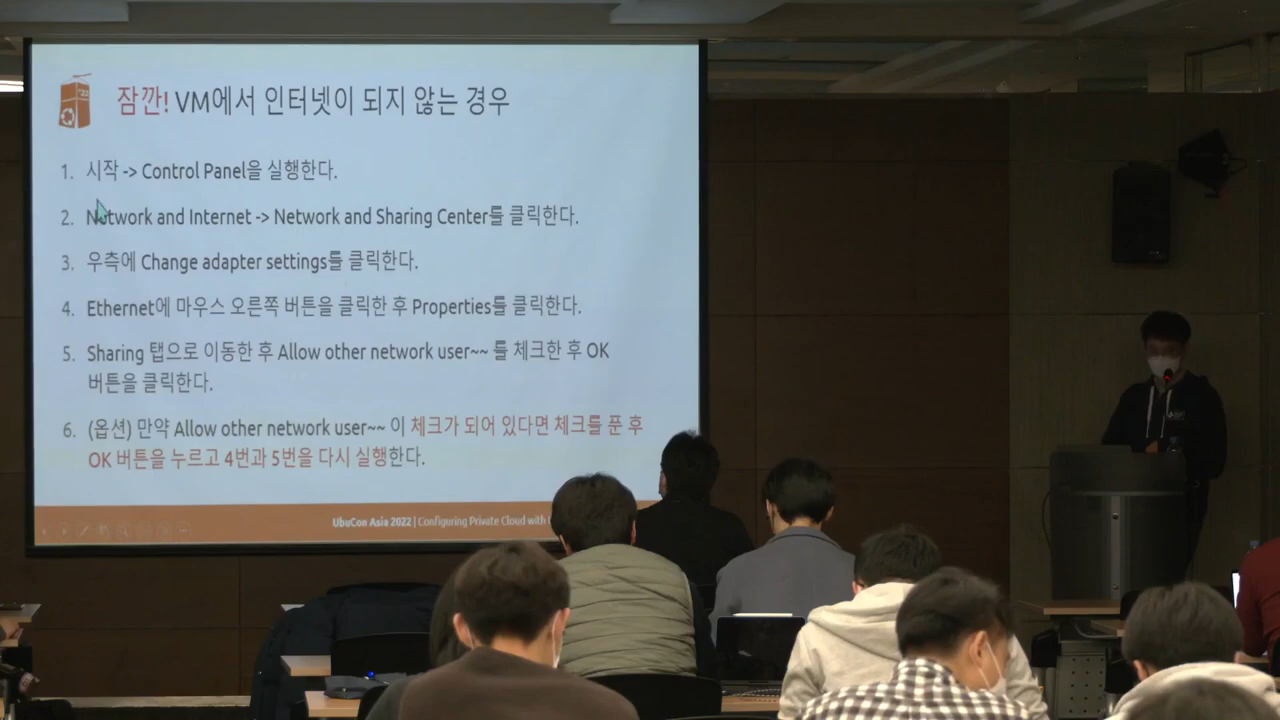 잠깐! VM에서 인터넷이 되지 않는 경우
1. 시작 -> Control Panel을 실행한다.
2. Network and Internet -> Network and Sharing Center를 클릭한다.
3. 우측에 Change adapter settings를 클릭한다.
4. Ethernet에 마우스 오른쪽 버튼을 클릭한 후 Properties를 클릭한다.
5. Sharing 탭으로 이동한 후 Allow other network user~~ 를 체크한 후 OK
버튼을 클릭한다.
6. (옵션) 만약 Allow other network user~~ 이 체크가 되어 있다면 체크를 푼 후
OK 버튼을 누르고 4번과 5번을 다시 실행한다.
UbuCon Asia 2022 | Configuring Private Cloud with